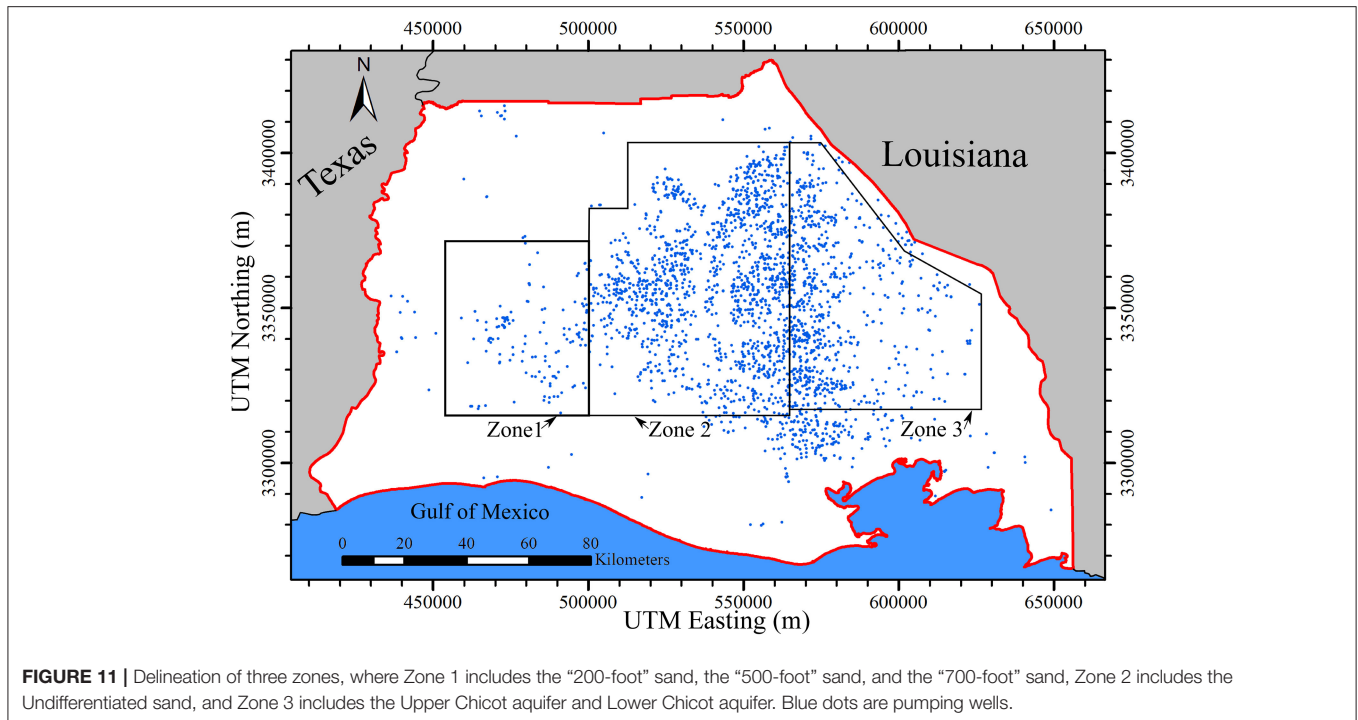 450000 500000 550000 600000 650000
N
Texas
Louisiana
3400000 3400000
3350000 3350000
3300000 3300000
UTM Northing (m)
Zone1 Zone 2 Zone 3
Gulf of Mexico
0 20 40 60 80
Kilometers
450000 500000 550000 600000 650000
UTM Easting (m)
FIGURE 11 | Delineation of three zones, where Zone 1 includes the “200-foot” sand, the “500-foot” sand, and the “700-foot” sand, Zone 2 includes the
Undifferentiated sand, and Zone 3 includes the Upper Chicot aquifer and Lower Chicot aquifer. Blue dots are pumping wells.